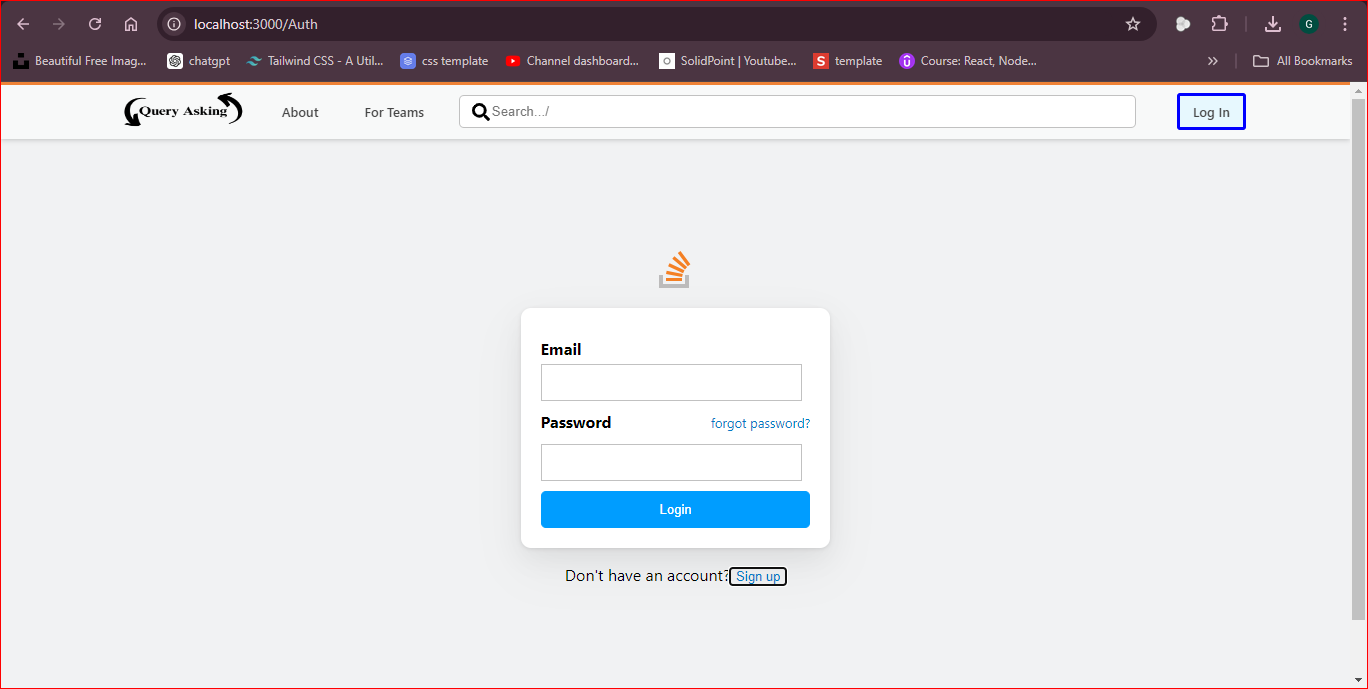 localhost:3000/Auth
G
Beautiful Free Imag... chatgpt Tailwind CSS - A Util... css template Channel dashboard... SolidPoint | Youtube... S template Course: React, Node... » All Bookmarks
Query Asking About For Teams Search.../ Log In
Email
Password forgot password?
Login
Don't have an account? Sign up